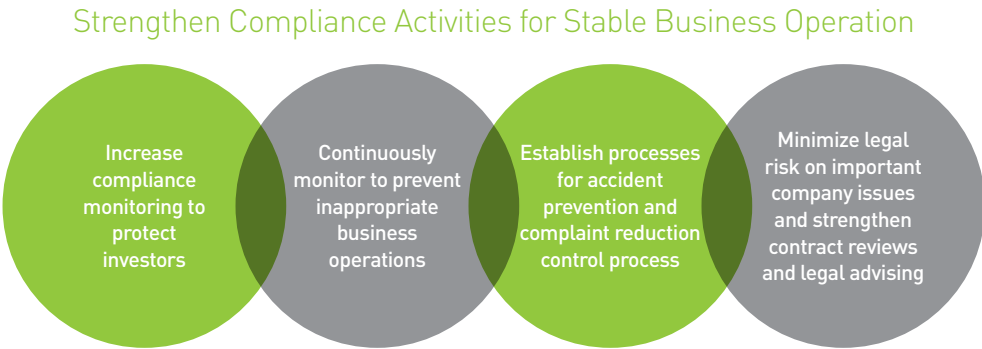 Strengthen Compliance Activities for Stable Business Operation
Increase
compliance
monitoring to
protect
investors
Continuously
monitor to prevent
inappropriate
business
operations
Establish processes
for accident
prevention and
complaint reduction
control process
Minimize legal
risk on important
company issues
and strengthen
contract reviews
and legal advising